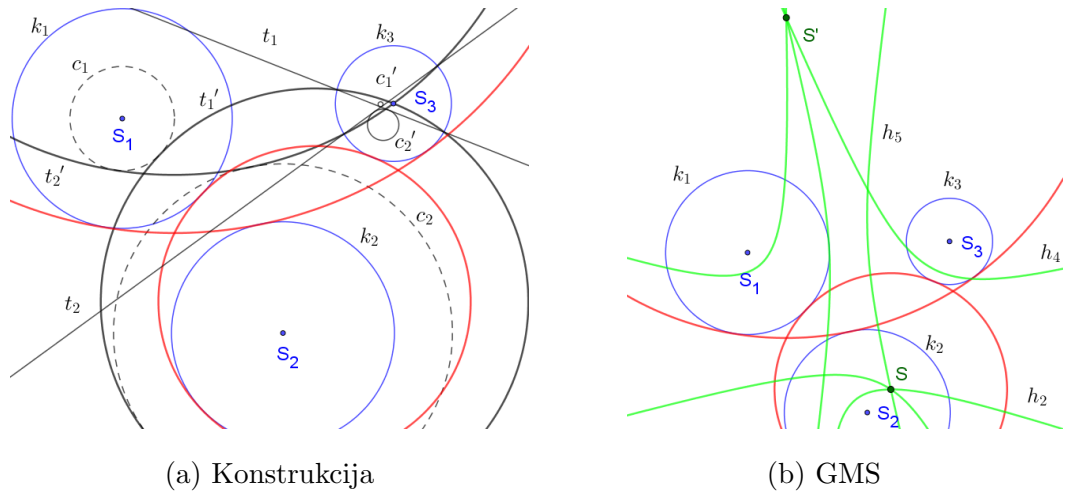 k₁
c₁
t₁
k₃
c₁′
t₁′
S₃
S₁
c₂′
t₂′
c₂
k₂
t₂
S₂
(a) Konstrukcija
S'
h₅
k₁
k₃
S₁
S₃
h₄
k₂
S
h₂
S₂
(b) GMS